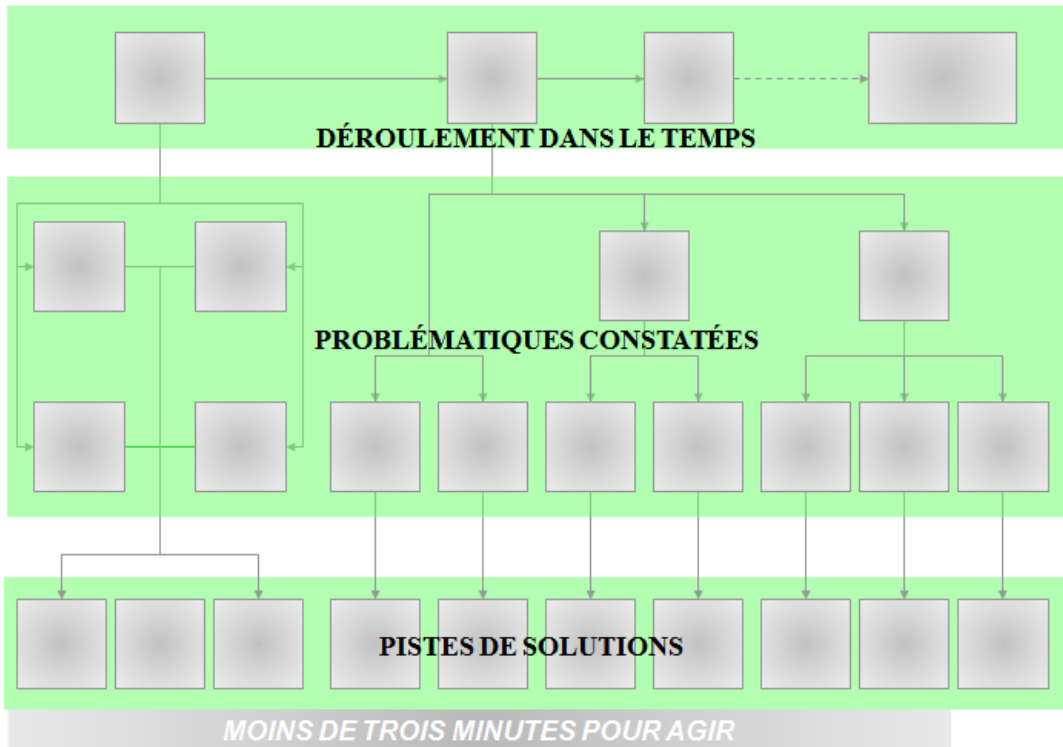 DÉROULEMENT DANS LE TEMPS
PROBLÉMATIQUES CONSTATÉES
PISTES DE SOLUTIONS
MOINS DE TROIS MINUTES POUR AGIR